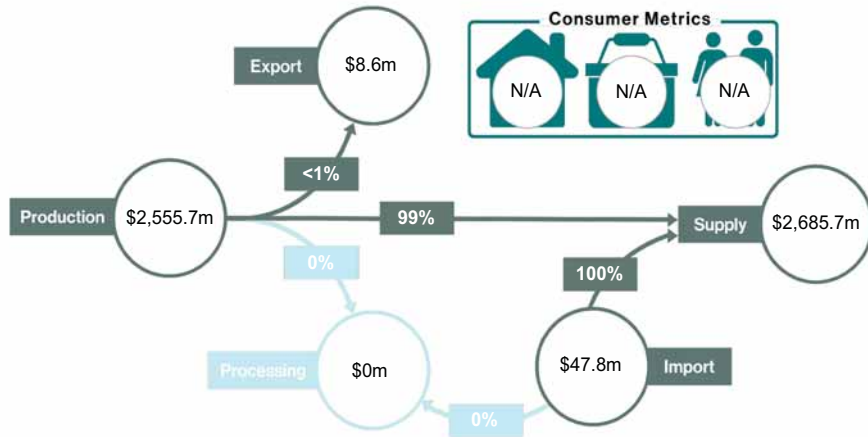 Consumer Metrics
Export
$8.6m
N/A
N/A
N/A
<1%
Production
$2,555.7m
99%
Supply
$2,685.7m
0%
100%
Processing
$0m
$47.8m
Import
0%